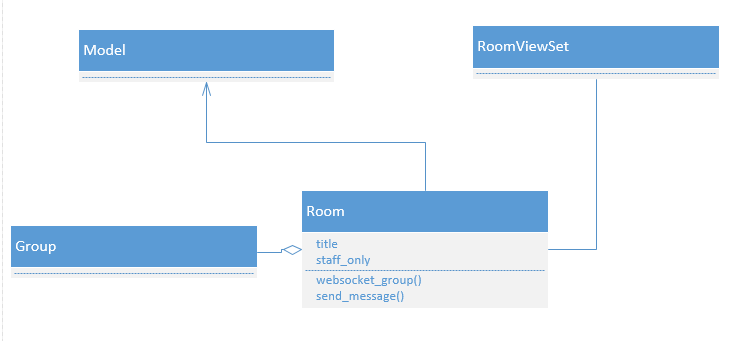 Model
RoomViewSet
Room
title
staff_only
websocket_group()
send_message()
Group